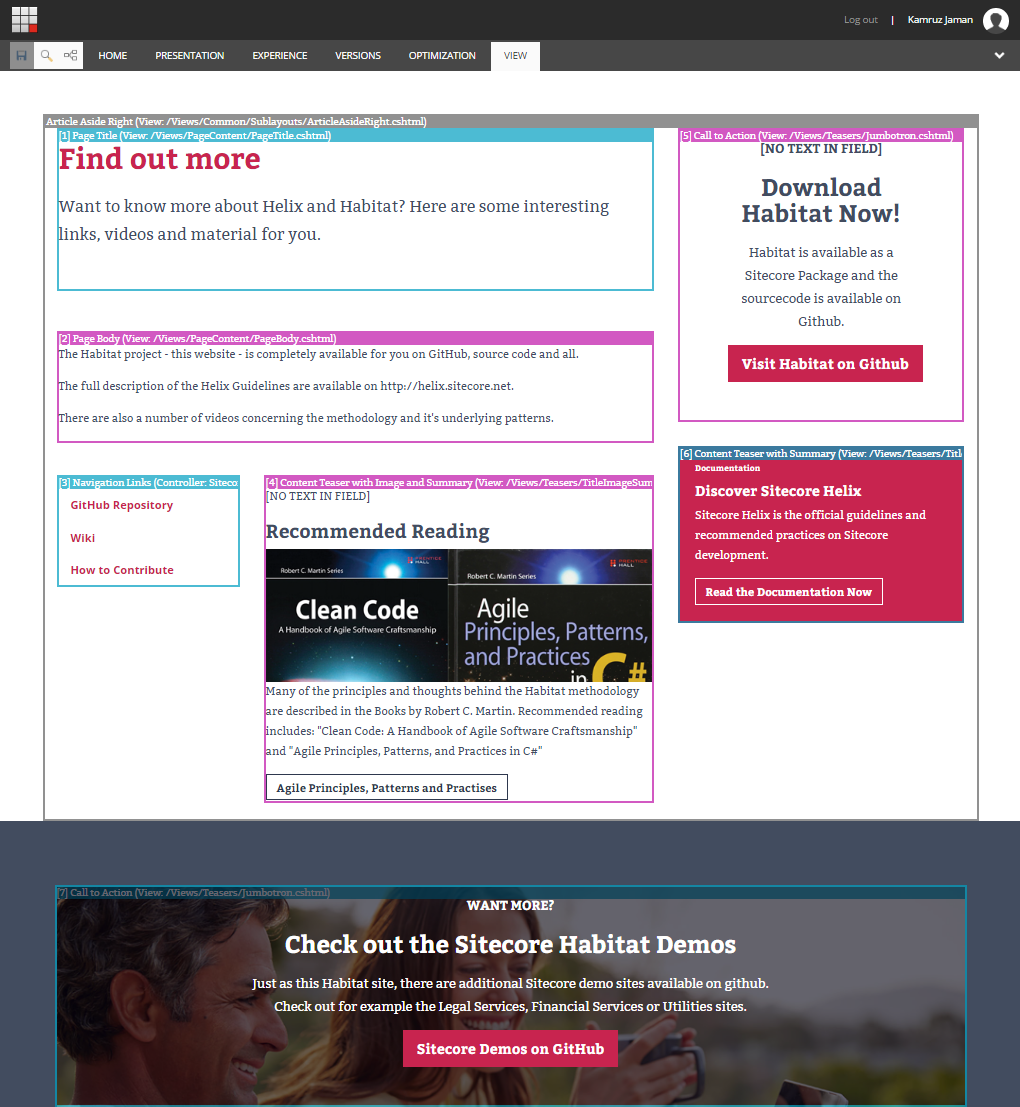 Log out | Kamruz Jaman
HOME PRESENTATION EXPERIENCE VERSIONS OPTIMIZATION VIEW
Article Aside Right (View: /Views/Common/Sublayouts/ArticleAsideRight.cshtml)
[1] Page Title (View: /Views/PageContent/PageTitle.cshtml)
Find out more
Want to know more about Helix and Habitat? Here are some interesting
links, videos and material for you.
[2] Page Body (View: /Views/PageContent/PageBody.cshtml)
The Habitat project - this website - is completely available for you on GitHub, source code and all.
The full description of the Helix Guidelines are available on http://helix.sitecore.net.
There are also a number of videos concerning the methodology and it's underlying patterns.
[3] Navigation Links (Controller: Siteco
GitHub Repository
Wiki
How to Contribute
[4] Content Teaser with Image and Summary (View: /Views/Teasers/TitleImageSum
[NO TEXT IN FIELD]
Recommended Reading
Robert C. Martin Series
PRENTICE HALL
Clean Code
A Handbook of Agile Software Craftsmanship
Robert C. Martin Series
PRENTICE HALL
Agile
Principles, Patterns,
and Practices
in C#
Many of the principles and thoughts behind the Habitat methodology
are described in the Books by Robert C. Martin. Recommended reading
includes: "Clean Code: A Handbook of Agile Software Craftsmanship"
and "Agile Principles, Patterns, and Practices in C#"
Agile Principles, Patterns and Practises
[5] Call to Action (View: /Views/Teasers/Jumbotron.cshtml)
[NO TEXT IN FIELD]
Download
Habitat Now!
Habitat is available as a
Sitecore Package and the
sourcecode is available on
Github.
Visit Habitat on Github
[6] Content Teaser with Summary (View: /Views/Teasers/Titl
Documentation
Discover Sitecore Helix
Sitecore Helix is the official guidelines and
recommended practices on Sitecore
development.
Read the Documentation Now
[7] Call to Action (View: /Views/Teasers/Jumbotron.cshtml)
WANT MORE?
Check out the Sitecore Habitat Demos
Just as this Habitat site, there are additional Sitecore demo sites available on github.
Check out for example the Legal Services, Financial Services or Utilities sites.
Sitecore Demos on GitHub